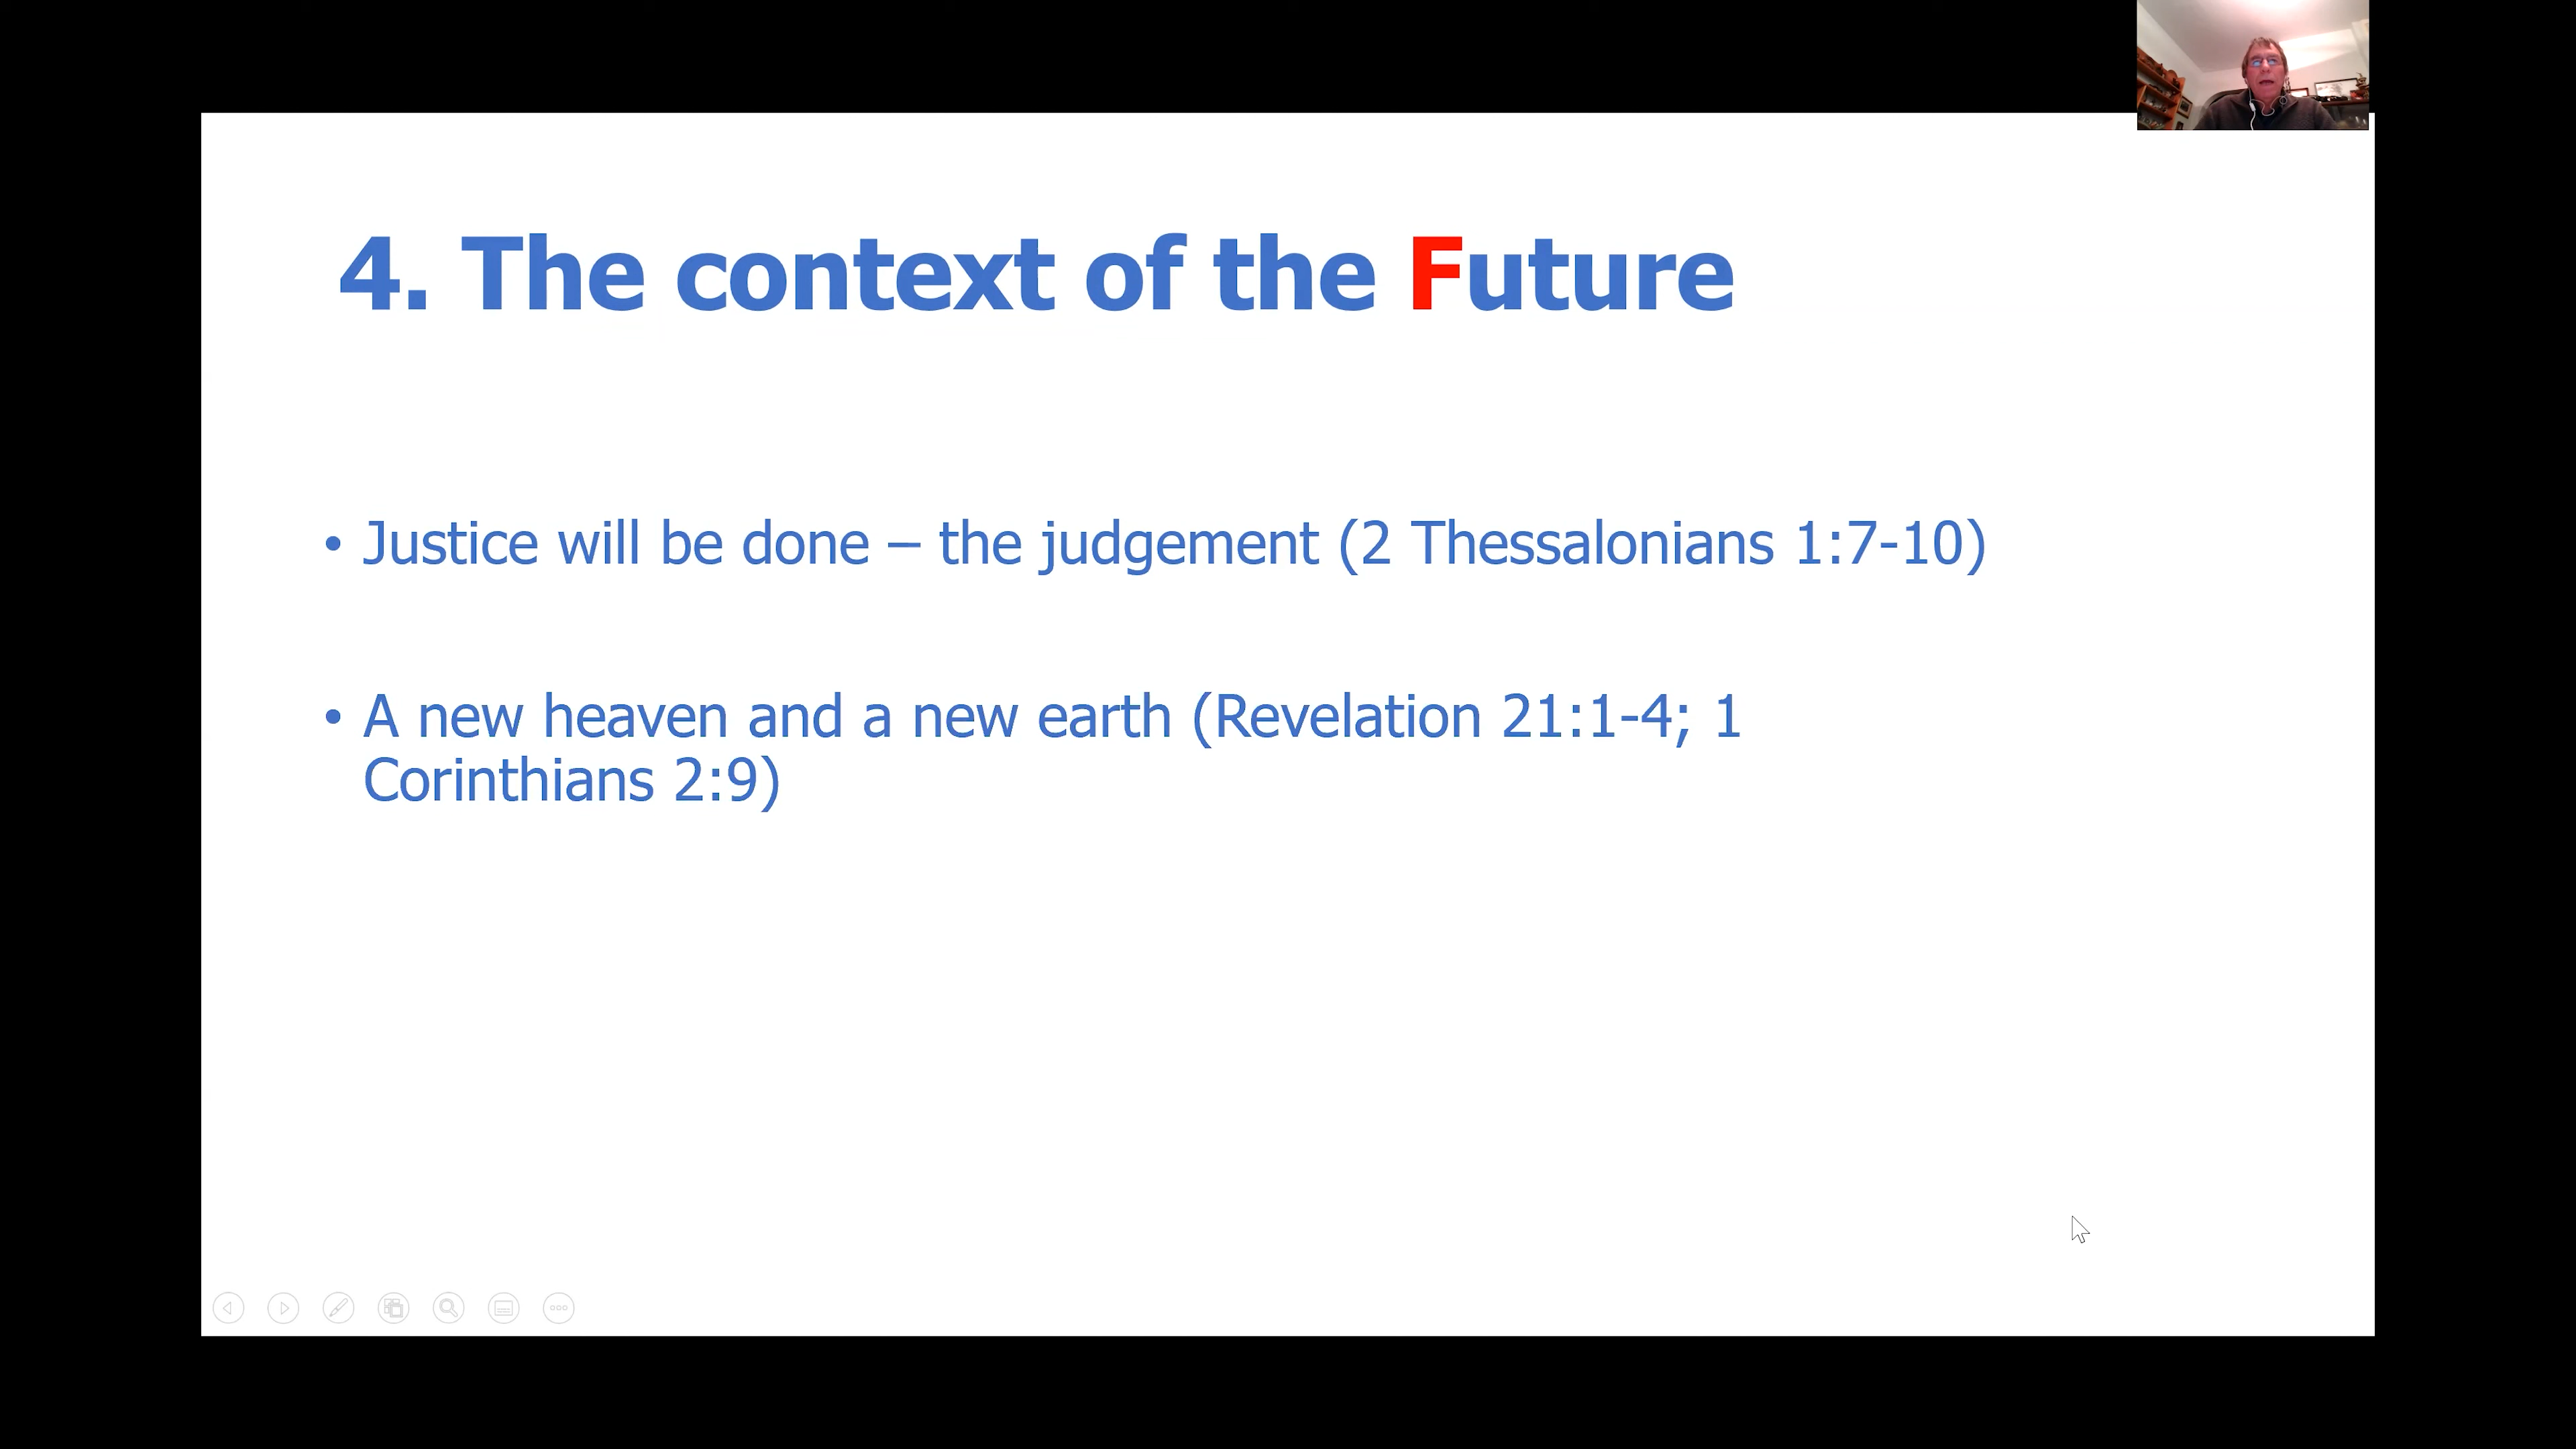 4. The context of the Future
• Justice will be done – the judgement (2 Thessalonians 1:7-10)
• A new heaven and a new earth (Revelation 21:1-4; 1
Corinthians 2:9)